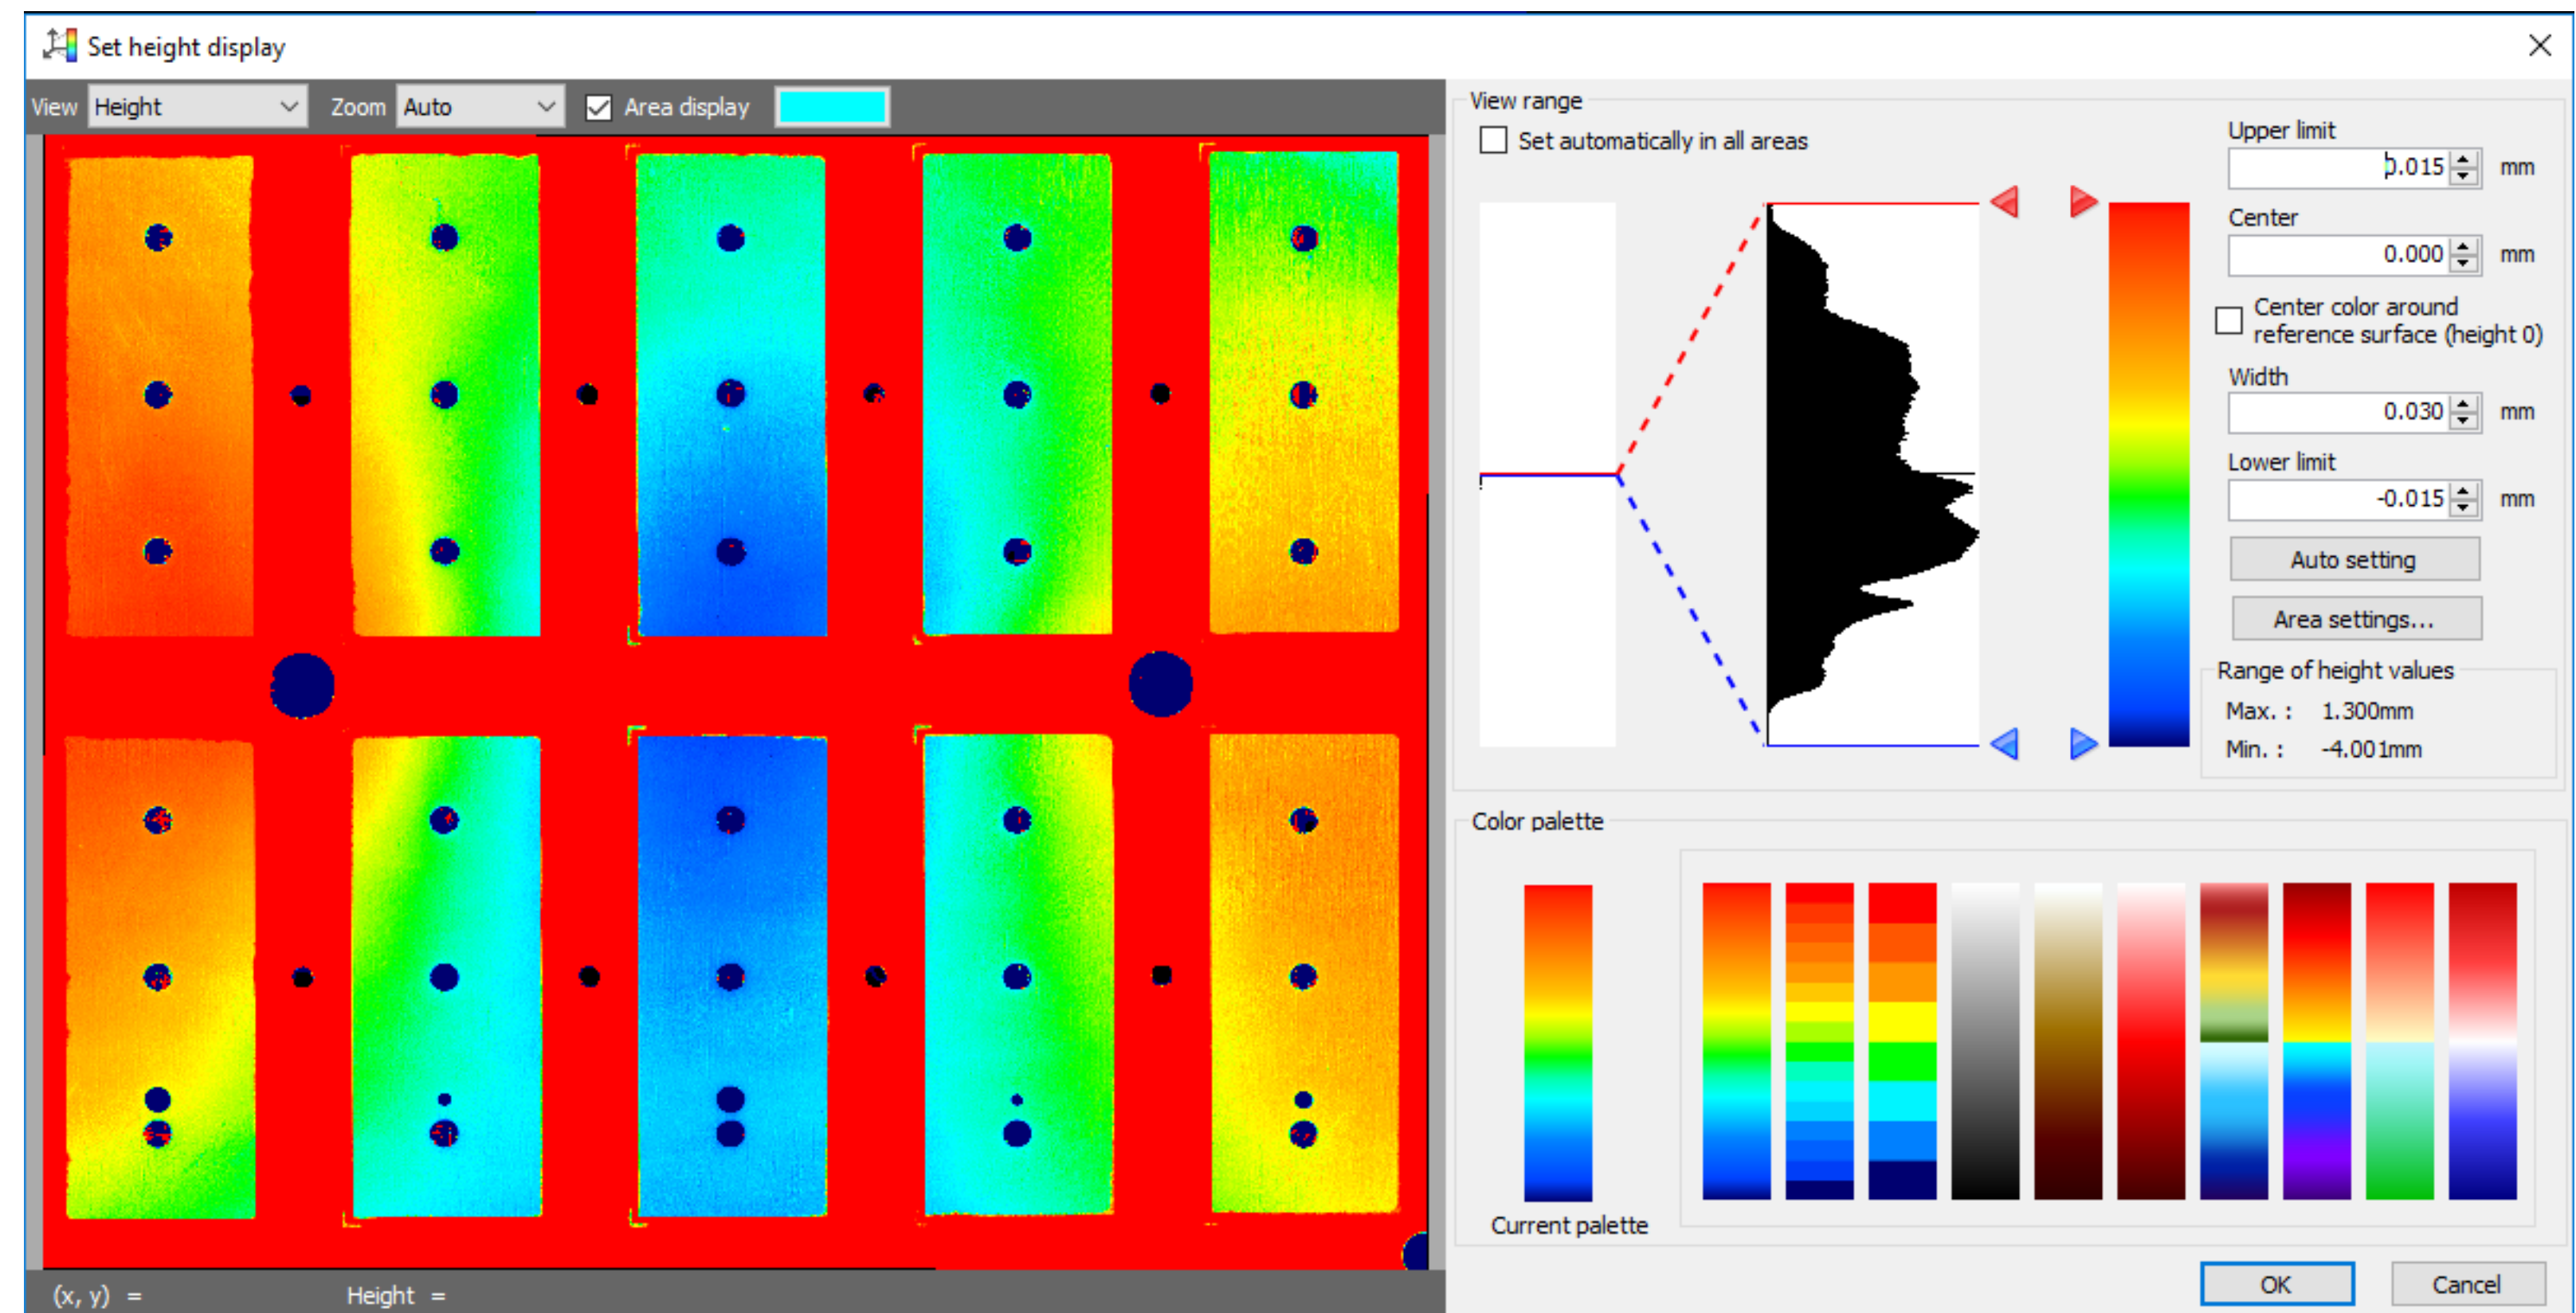 Set height display
View Height Zoom Auto Area display
View range
Set automatically in all areas
Upper limit
0.015 mm
Center
0.000 mm
Center color around
reference surface (height 0)
Width
0.030 mm
Lower limit
-0.015 mm
Auto setting
Area settings...
Range of height values
Max. : 1.300mm
Min. : -4.001mm
Color palette
Current palette
(x, y) = Height =
OK Cancel